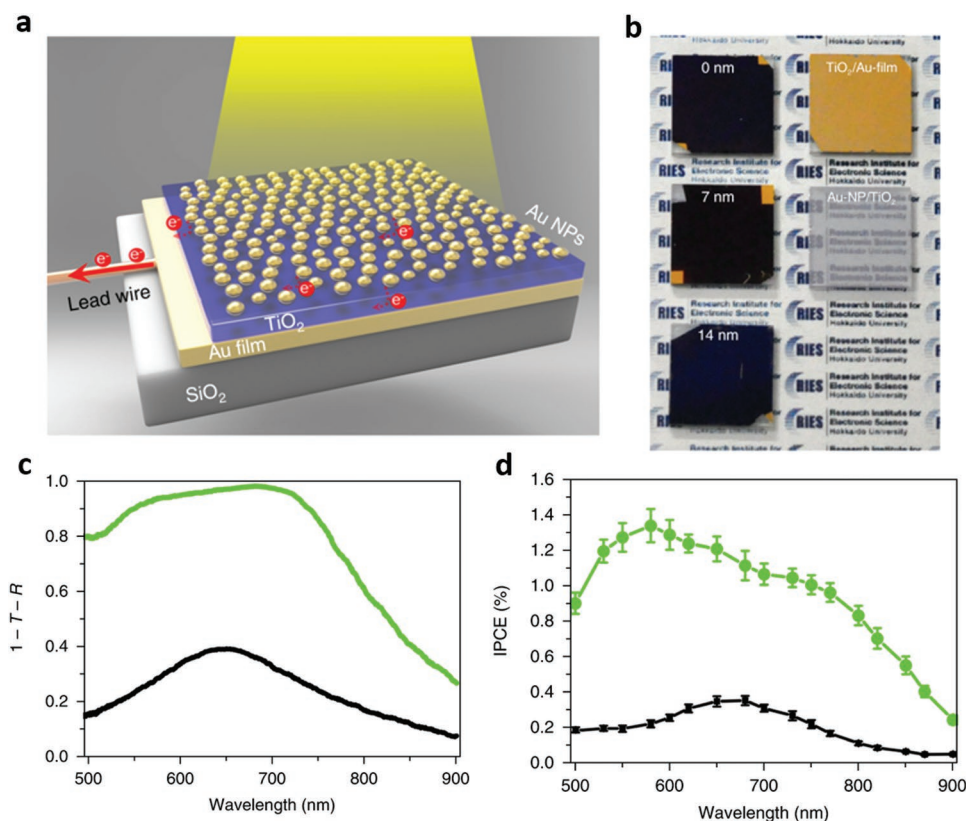 a
e-
e-
e-
e-
e-
e-
Lead wire
Au NPs
TiO2
Au film
SiO2
b
RIES
Research Institute for
Electronic Science
Hokkaido University
0 nm
TiO2/Au-film
7 nm
Au-NP/TiO2
14 nm
c
1.0
0.8
0.6
0.4
0.2
0.0
1 – T – R
500 600 700 800 900
Wavelength (nm)
d
1.6
1.4
1.2
1.0
0.8
0.6
0.4
0.2
0.0
IPCE (%)
500 600 700 800 900
Wavelength (nm)